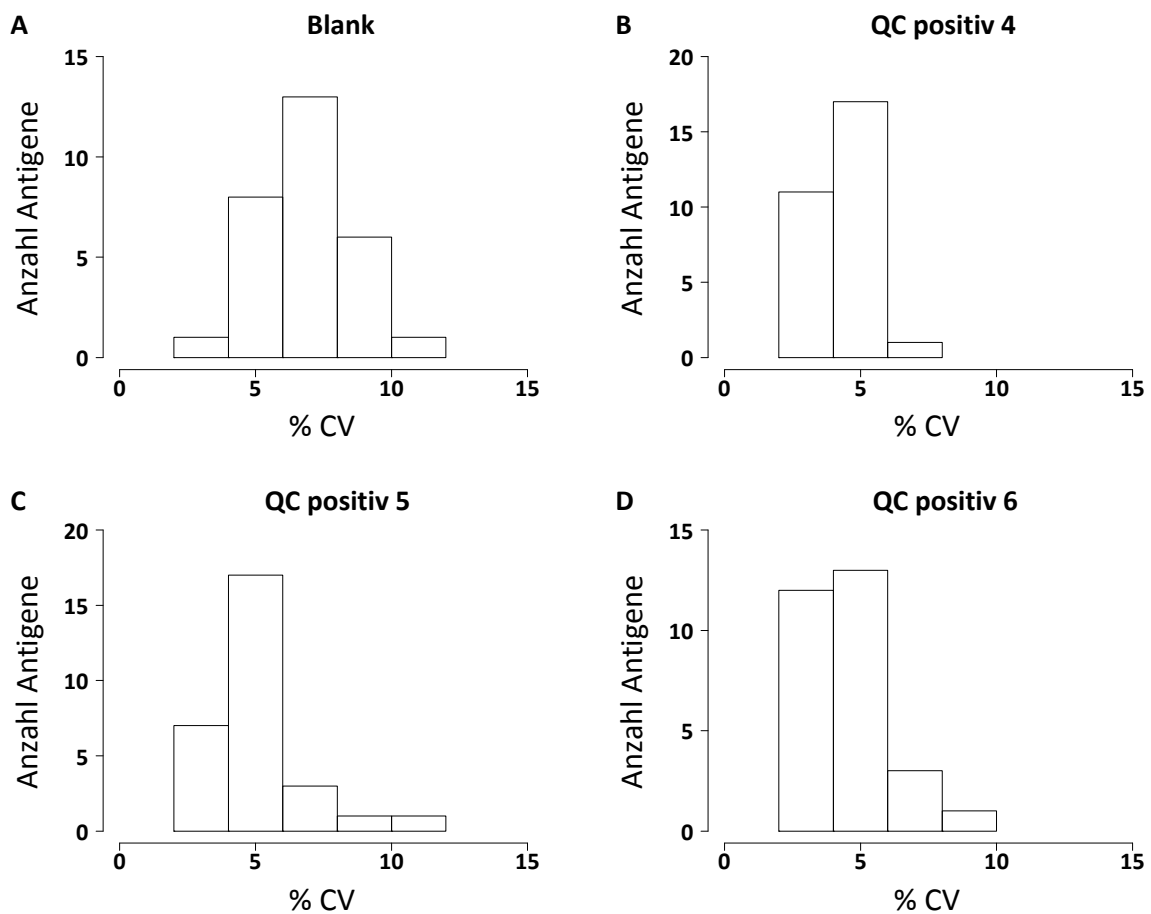 A
Blank
15
10
5
0
Anzahl Antigene
0 5 10 15
% CV
B
QC positiv 4
20
15
10
5
0
Anzahl Antigene
0 5 10 15
% CV
C
QC positiv 5
20
15
10
5
0
Anzahl Antigene
0 5 10 15
% CV
D
QC positiv 6
15
10
5
0
Anzahl Antigene
0 5 10 15
% CV